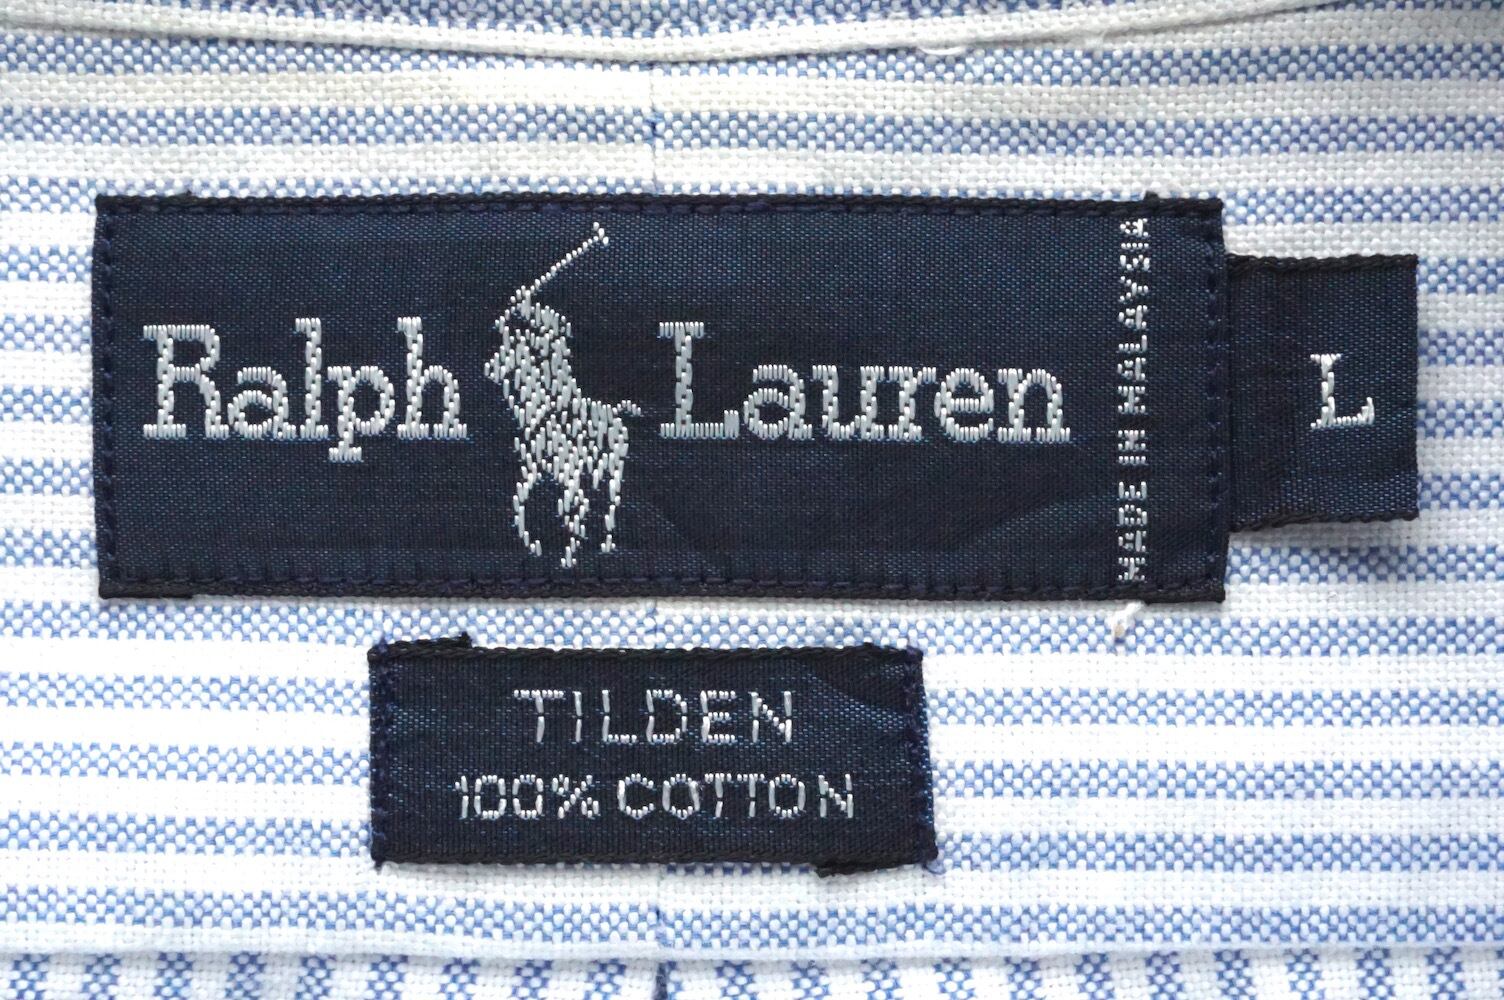 Ralph Lauren
MADE IN MALAYSIA
L
TILDEN
100% COTTON